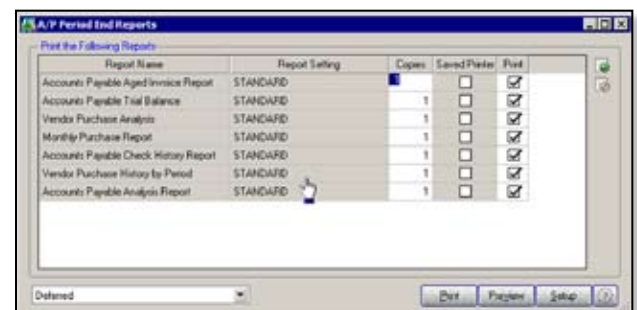 A/P Period End Reports
Print the Following Reports
Report Name Report Setting Copies Saved Printer Print
Accounts Payable Aged Invoice Report STANDARD 1
Accounts Payable Trial Balance STANDARD 1
Vendor Purchase Analysis STANDARD 1
Monthly Purchase Report STANDARD 1
Accounts Payable Check History Report STANDARD 1
Vendor Purchase History by Period STANDARD 1
Accounts Payable Analysis Report STANDARD 1
Deferred Print Preview Setup ?